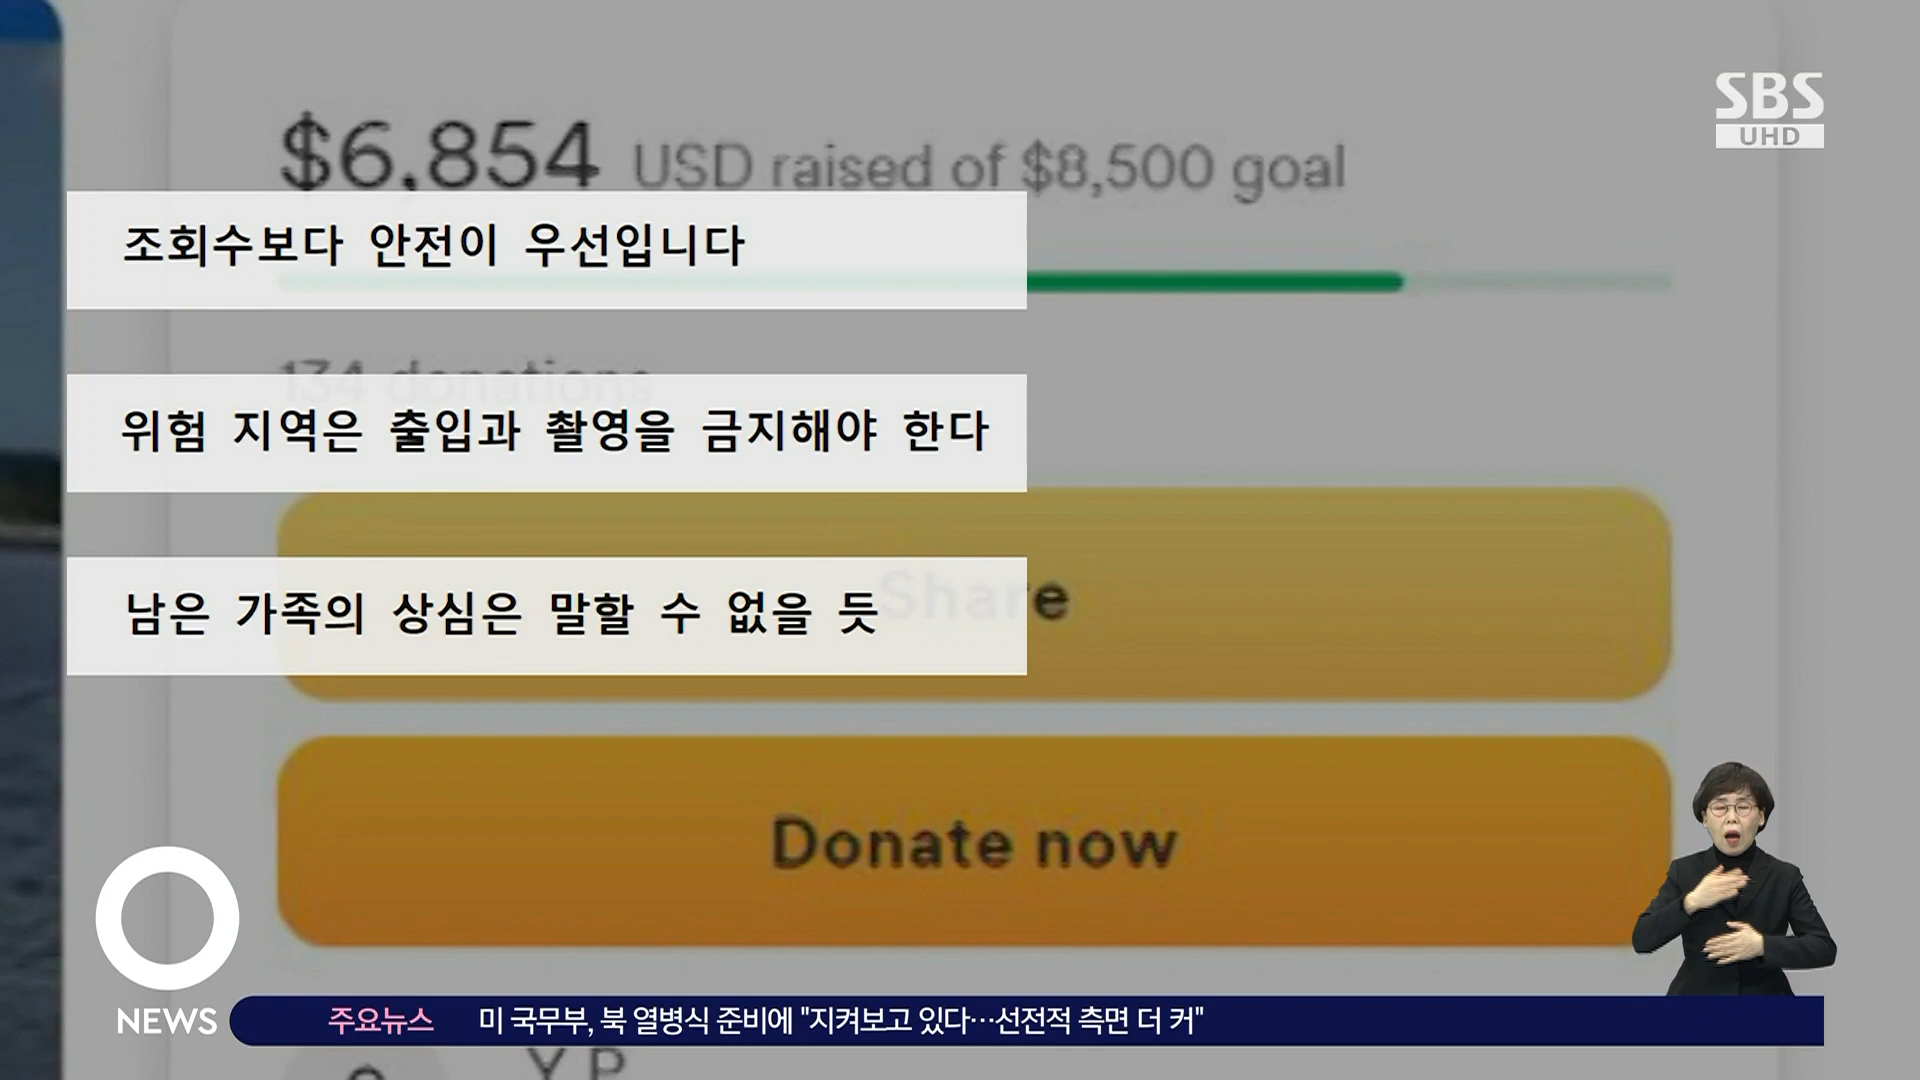 SBS
UHD
$6,854 USD raised of $8,500 goal
조회수보다 안전이 우선입니다
134 donations
위험 지역은 출입과 촬영을 금지해야 한다
Share
남은 가족의 상심은 말할 수 없을 듯
Donate now
NEWS
주요뉴스 미 국무부, 북 열병식 준비에 "지켜보고 있다…선전적 측면 더 커"
Y P